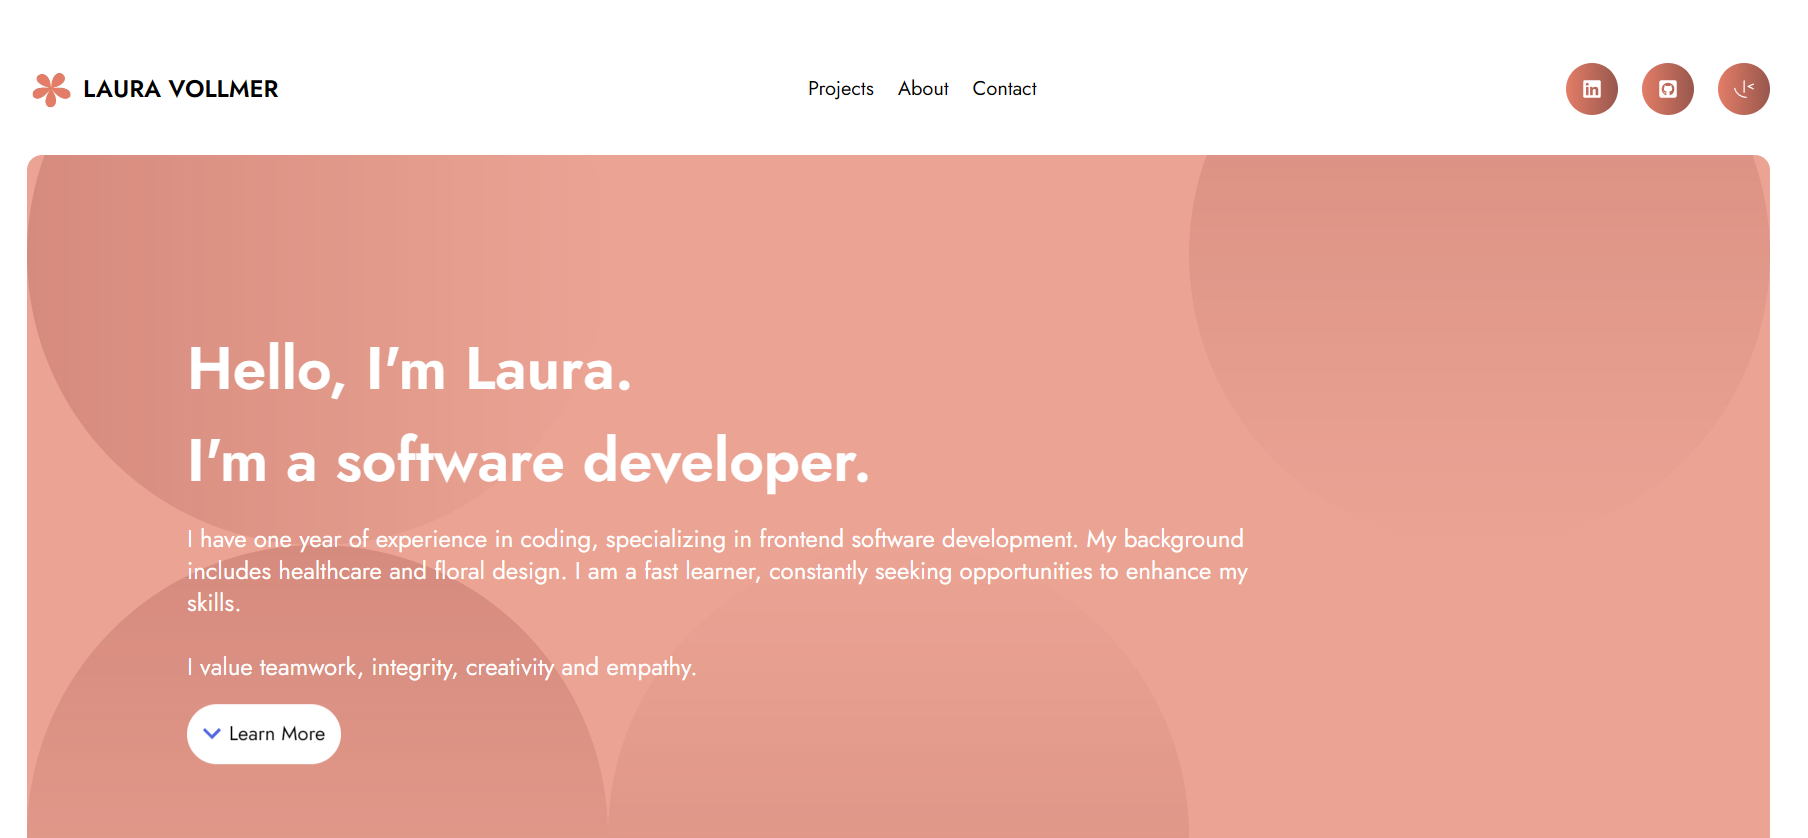 LAURA VOLLMER
Projects About Contact
Hello, I'm Laura.
I'm a software developer.
I have one year of experience in coding, specializing in frontend software development. My background
includes healthcare and floral design. I am a fast learner, constantly seeking opportunities to enhance my
skills.
I value teamwork, integrity, creativity and empathy.
Learn More